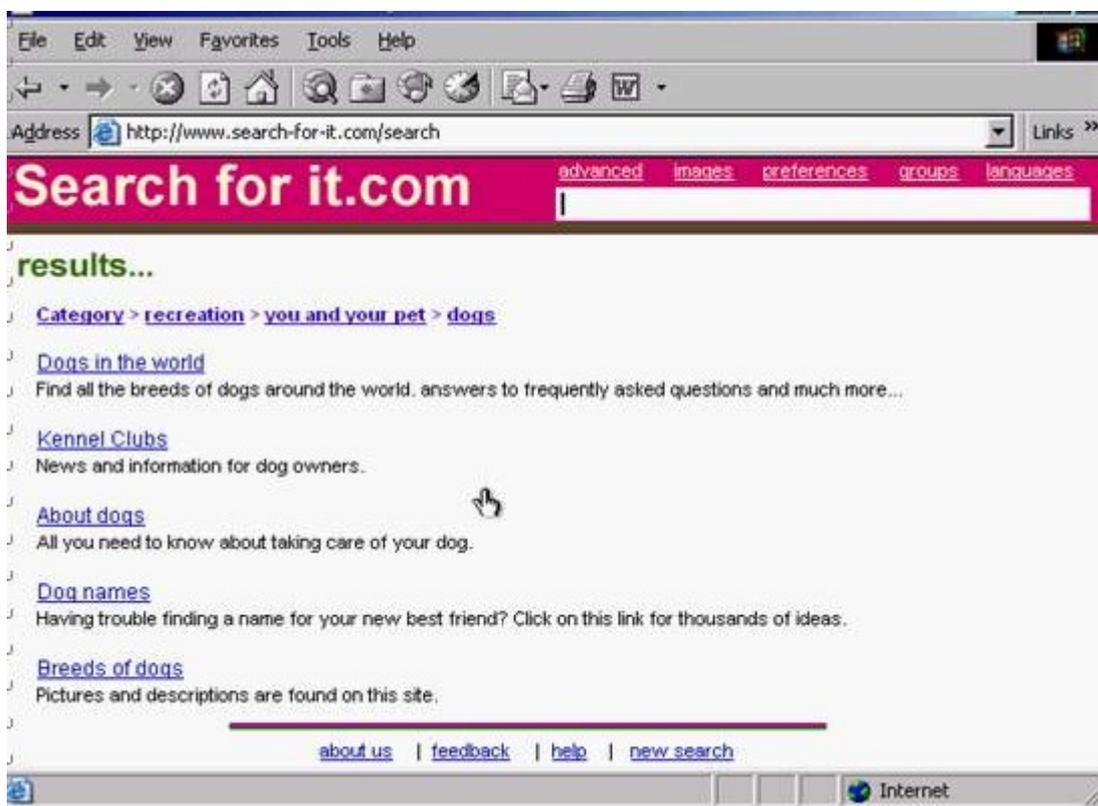 File Edit View Favorites Tools Help
Address http://www.search-for-it.com/search Links »
advanced images preferences groups languages
Search for it.com
results...
Category > recreation > you and your pet > dogs
Dogs in the world
Find all the breeds of dogs around the world. answers to frequently asked questions and much more...
Kennel Clubs
News and information for dog owners.
About dogs
All you need to know about taking care of your dog.
Dog names
Having trouble finding a name for your new best friend? Click on this link for thousands of ideas.
Breeds of dogs
Pictures and descriptions are found on this site.
about us | feedback | help | new search
Internet